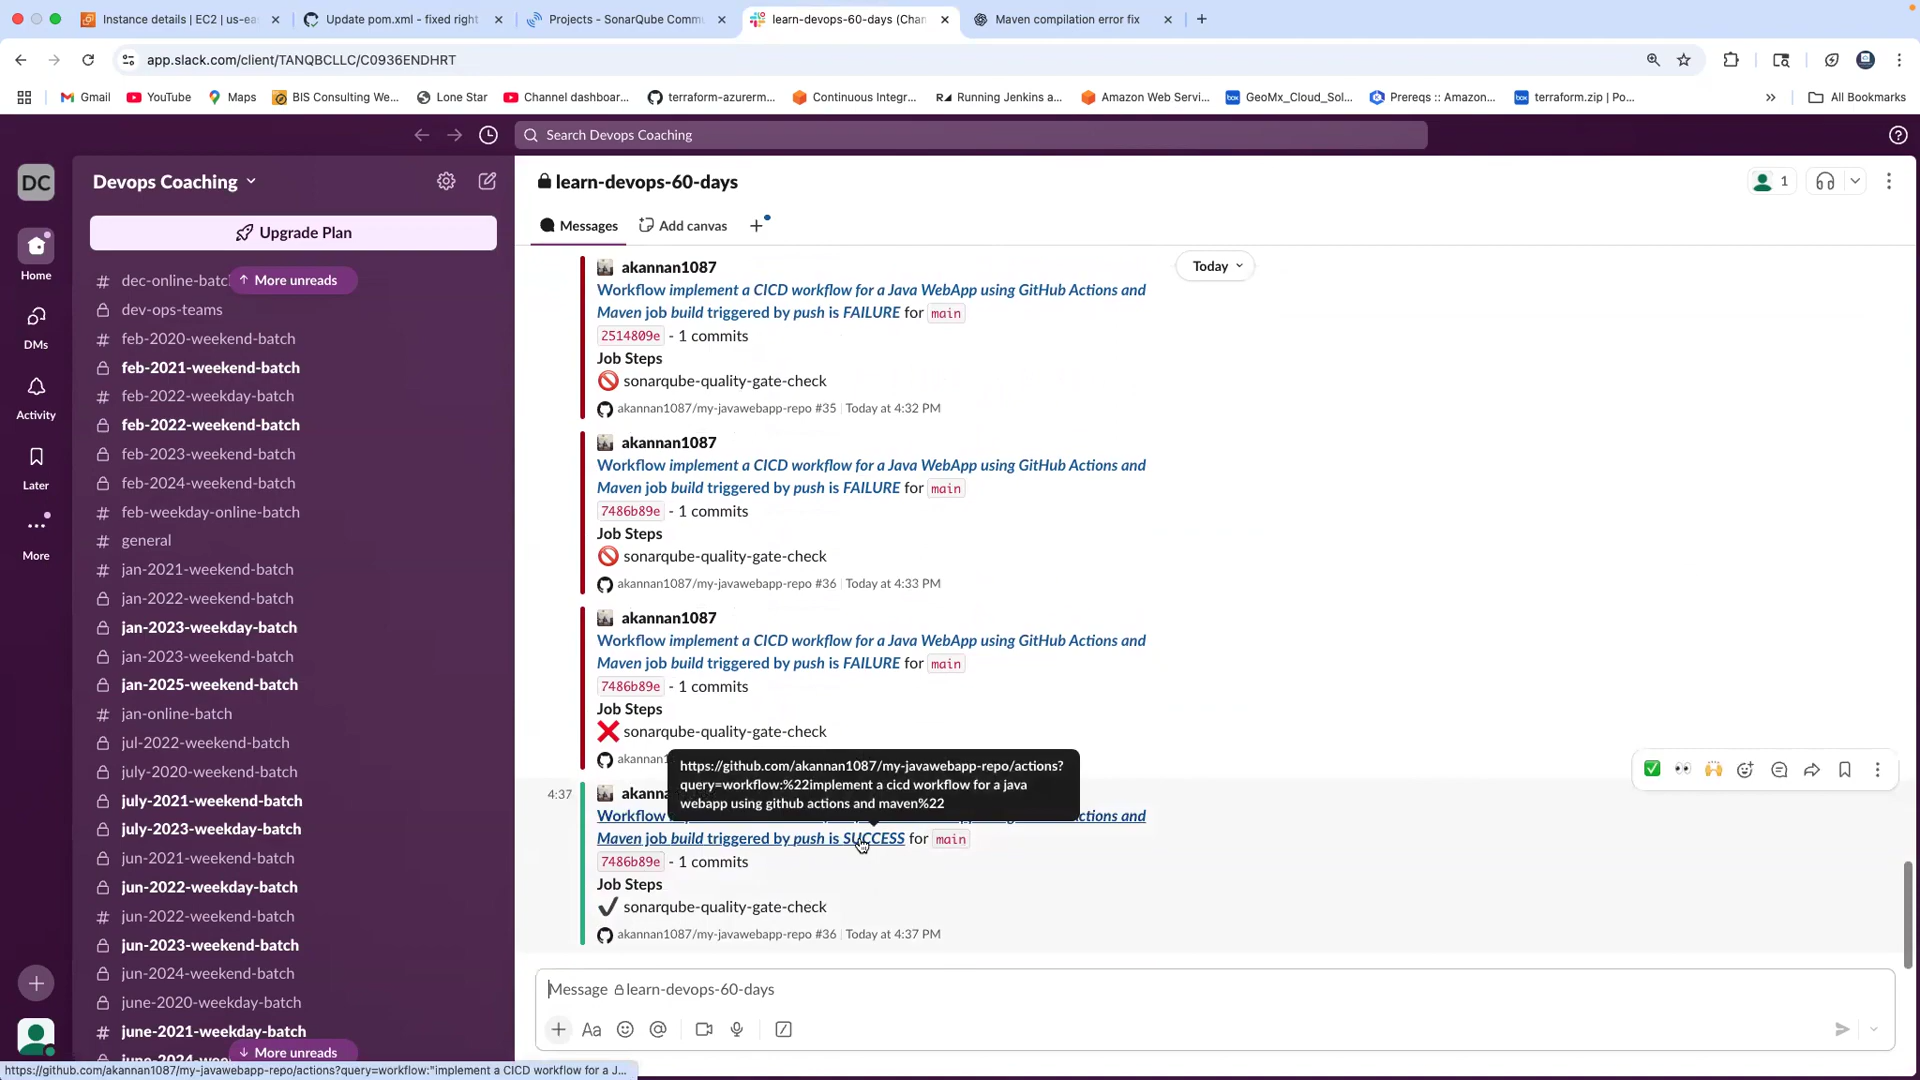 Instance details | EC2 | us-ea
Update pom.xml - fixed right
Projects - SonarQube Commu
learn-devops-60-days (Chan
Maven compilation error fix
app.slack.com/client/TANQBCLLC/C0936ENDHRT
Gmail
YouTube
Maps
BIS Consulting We...
Lone Star
Channel dashboar...
terraform-azurerm...
Continuous Integr...
Running Jenkins a...
Amazon Web Servi...
GeoMx_Cloud_Sol...
Prereqs :: Amazon...
terraform.zip | Po...
All Bookmarks
Search Devops Coaching
DC
Home
DMs
Activity
Later
More
Devops Coaching
Upgrade Plan
dec-online-batc
More unreads
dev-ops-teams
feb-2020-weekend-batch
feb-2021-weekend-batch
feb-2022-weekday-batch
feb-2022-weekend-batch
feb-2023-weekend-batch
feb-2024-weekend-batch
feb-weekday-online-batch
general
jan-2021-weekend-batch
jan-2022-weekend-batch
jan-2023-weekday-batch
jan-2023-weekend-batch
jan-2025-weekend-batch
jan-online-batch
jul-2022-weekend-batch
july-2020-weekend-batch
july-2021-weekend-batch
july-2023-weekend-batch
jun-2021-weekend-batch
jun-2022-weekday-batch
jun-2022-weekend-batch
jun-2023-weekend-batch
jun-2024-weekend-batch
june-2020-weekday-batch
june-2021-weekday-batch
More unreads
learn-devops-60-days
1
Messages
Add canvas
Today
akannan1087
Workflow implement a CICD workflow for a Java WebApp using GitHub Actions and
Maven job build triggered by push is FAILURE for main
2514809e - 1 commits
Job Steps
sonarqube-quality-gate-check
akannan1087/my-javawebapp-repo #35 | Today at 4:32 PM
akannan1087
Workflow implement a CICD workflow for a Java WebApp using GitHub Actions and
Maven job build triggered by push is FAILURE for main
7486b89e - 1 commits
Job Steps
sonarqube-quality-gate-check
akannan1087/my-javawebapp-repo #36 | Today at 4:33 PM
akannan1087
Workflow implement a CICD workflow for a Java WebApp using GitHub Actions and
Maven job build triggered by push is FAILURE for main
7486b89e - 1 commits
Job Steps
sonarqube-quality-gate-check
https://github.com/akannan1087/my-javawebapp-repo/actions?
query=workflow:%22implement a cicd workflow for a java
webapp using github actions and maven%22
4:37
Workflow
ctions and
Maven job build triggered by push is SUCCESS for main
7486b89e - 1 commits
Job Steps
sonarqube-quality-gate-check
akannan1087/my-javawebapp-repo #36 | Today at 4:37 PM
Message learn-devops-60-days
Aa
https://github.com/akannan1087/my-javawebapp-repo/actions?query=workflow:"implement a CICD workflow for a J...